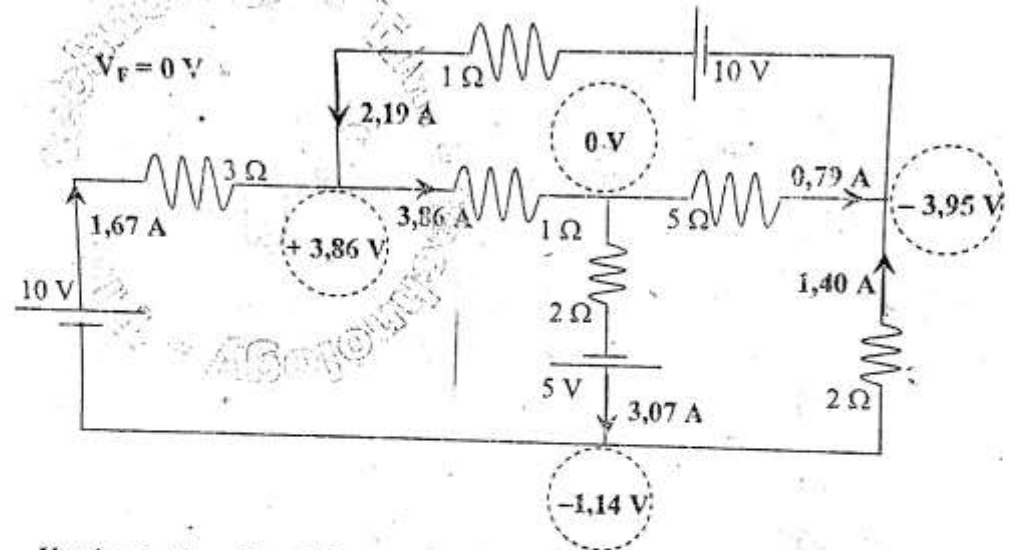 V_F = 0 V
1 Ω
10 V
2,19 A
0 V
3 Ω
0,79 A
1,67 A
3,86 A
1 Ω
5 Ω
– 3,95 V
+ 3,86 V
10 V
1,40 A
2 Ω
5 V
3,07 A
2 Ω
–1,14 V